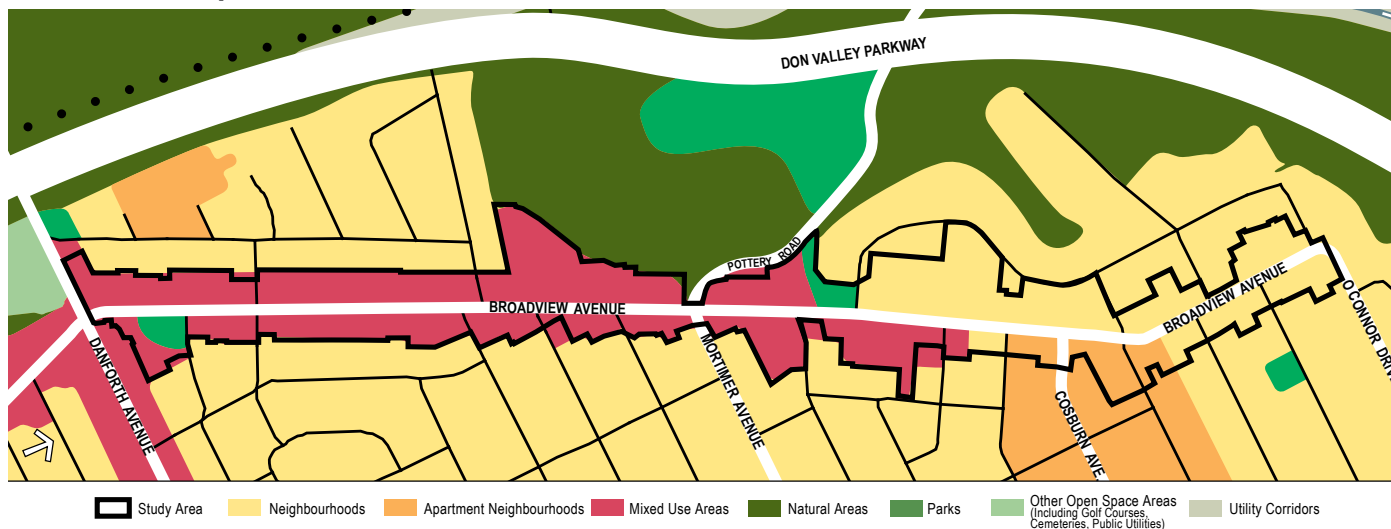 DON VALLEY PARKWAY
POTTERY ROAD
BROADVIEW AVENUE
BROADVIEW AVENUE
O CONNOR DRIV
DANFORTH AVENUE
MORTIMER AVENUE
COSBURN AVE
Study Area
Neighbourhoods
Apartment Neighbourhoods
Mixed Use Areas
Natural Areas
Parks
Other Open Space Areas
(Including Golf Courses,
Cemeteries, Public Utilities)
Utility Corridors